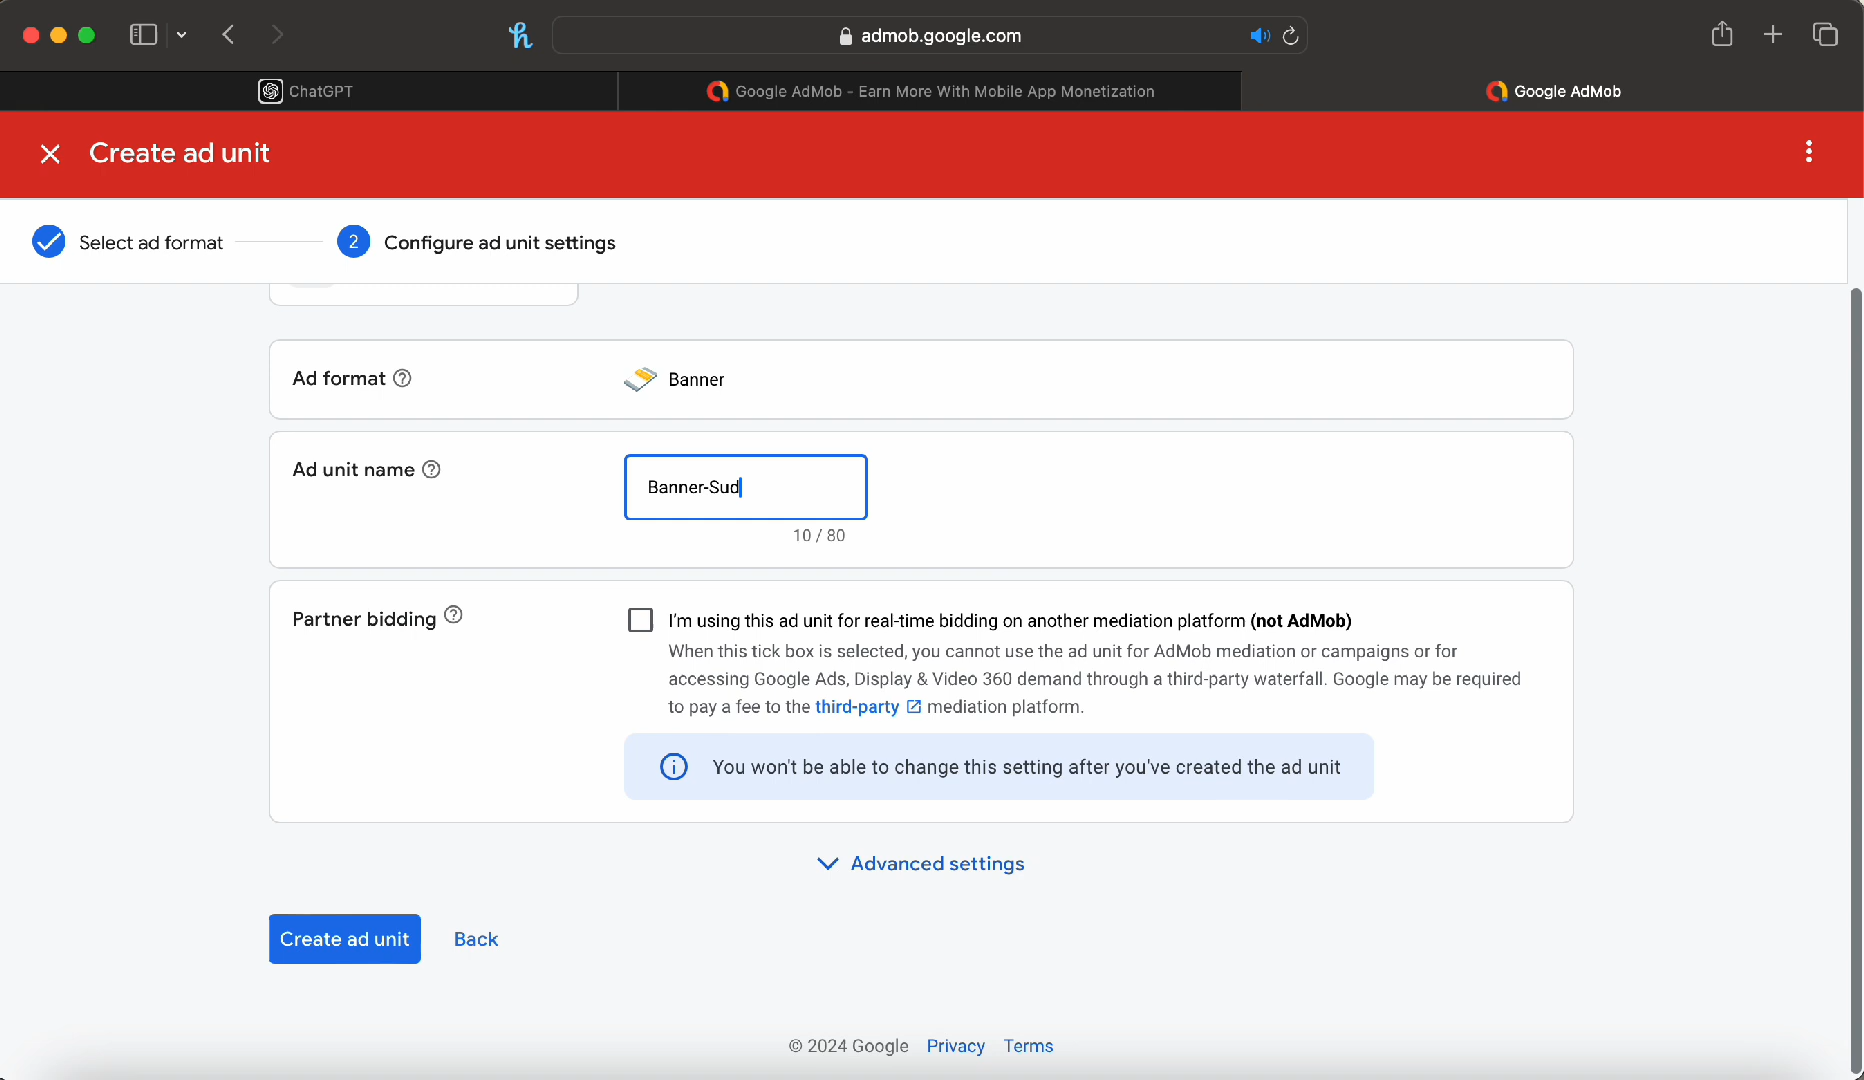 admob.google.com
ChatGPT
Google AdMob - Earn More With Mobile App Monetization
Google AdMob
Create ad unit
Select ad format
2
Configure ad unit settings
Ad format
Banner
Ad unit name
Banner-Sud
10 / 80
Partner bidding
I'm using this ad unit for real-time bidding on another mediation platform (not AdMob)
When this tick box is selected, you cannot use the ad unit for AdMob mediation or campaigns or for
accessing Google Ads, Display & Video 360 demand through a third-party waterfall. Google may be required
to pay a fee to the third-party mediation platform.
You won't be able to change this setting after you've created the ad unit
Advanced settings
Create ad unit
Back
© 2024 Google Privacy Terms